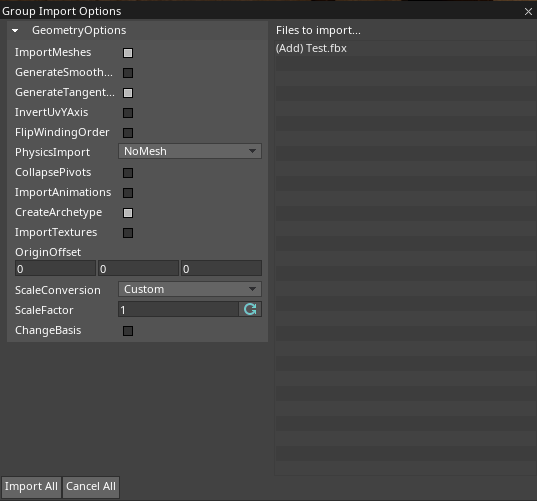 Group Import Options
GeometryOptions
ImportMeshes
GenerateSmooth...
GenerateTangent...
InvertUvYAxis
FlipWindingOrder
PhysicsImport NoMesh
CollapsePivots
ImportAnimations
CreateArchetype
ImportTextures
OriginOffset
0 0 0
ScaleConversion Custom
ScaleFactor 1
ChangeBasis
Files to import...
(Add) Test.fbx
Import All Cancel All